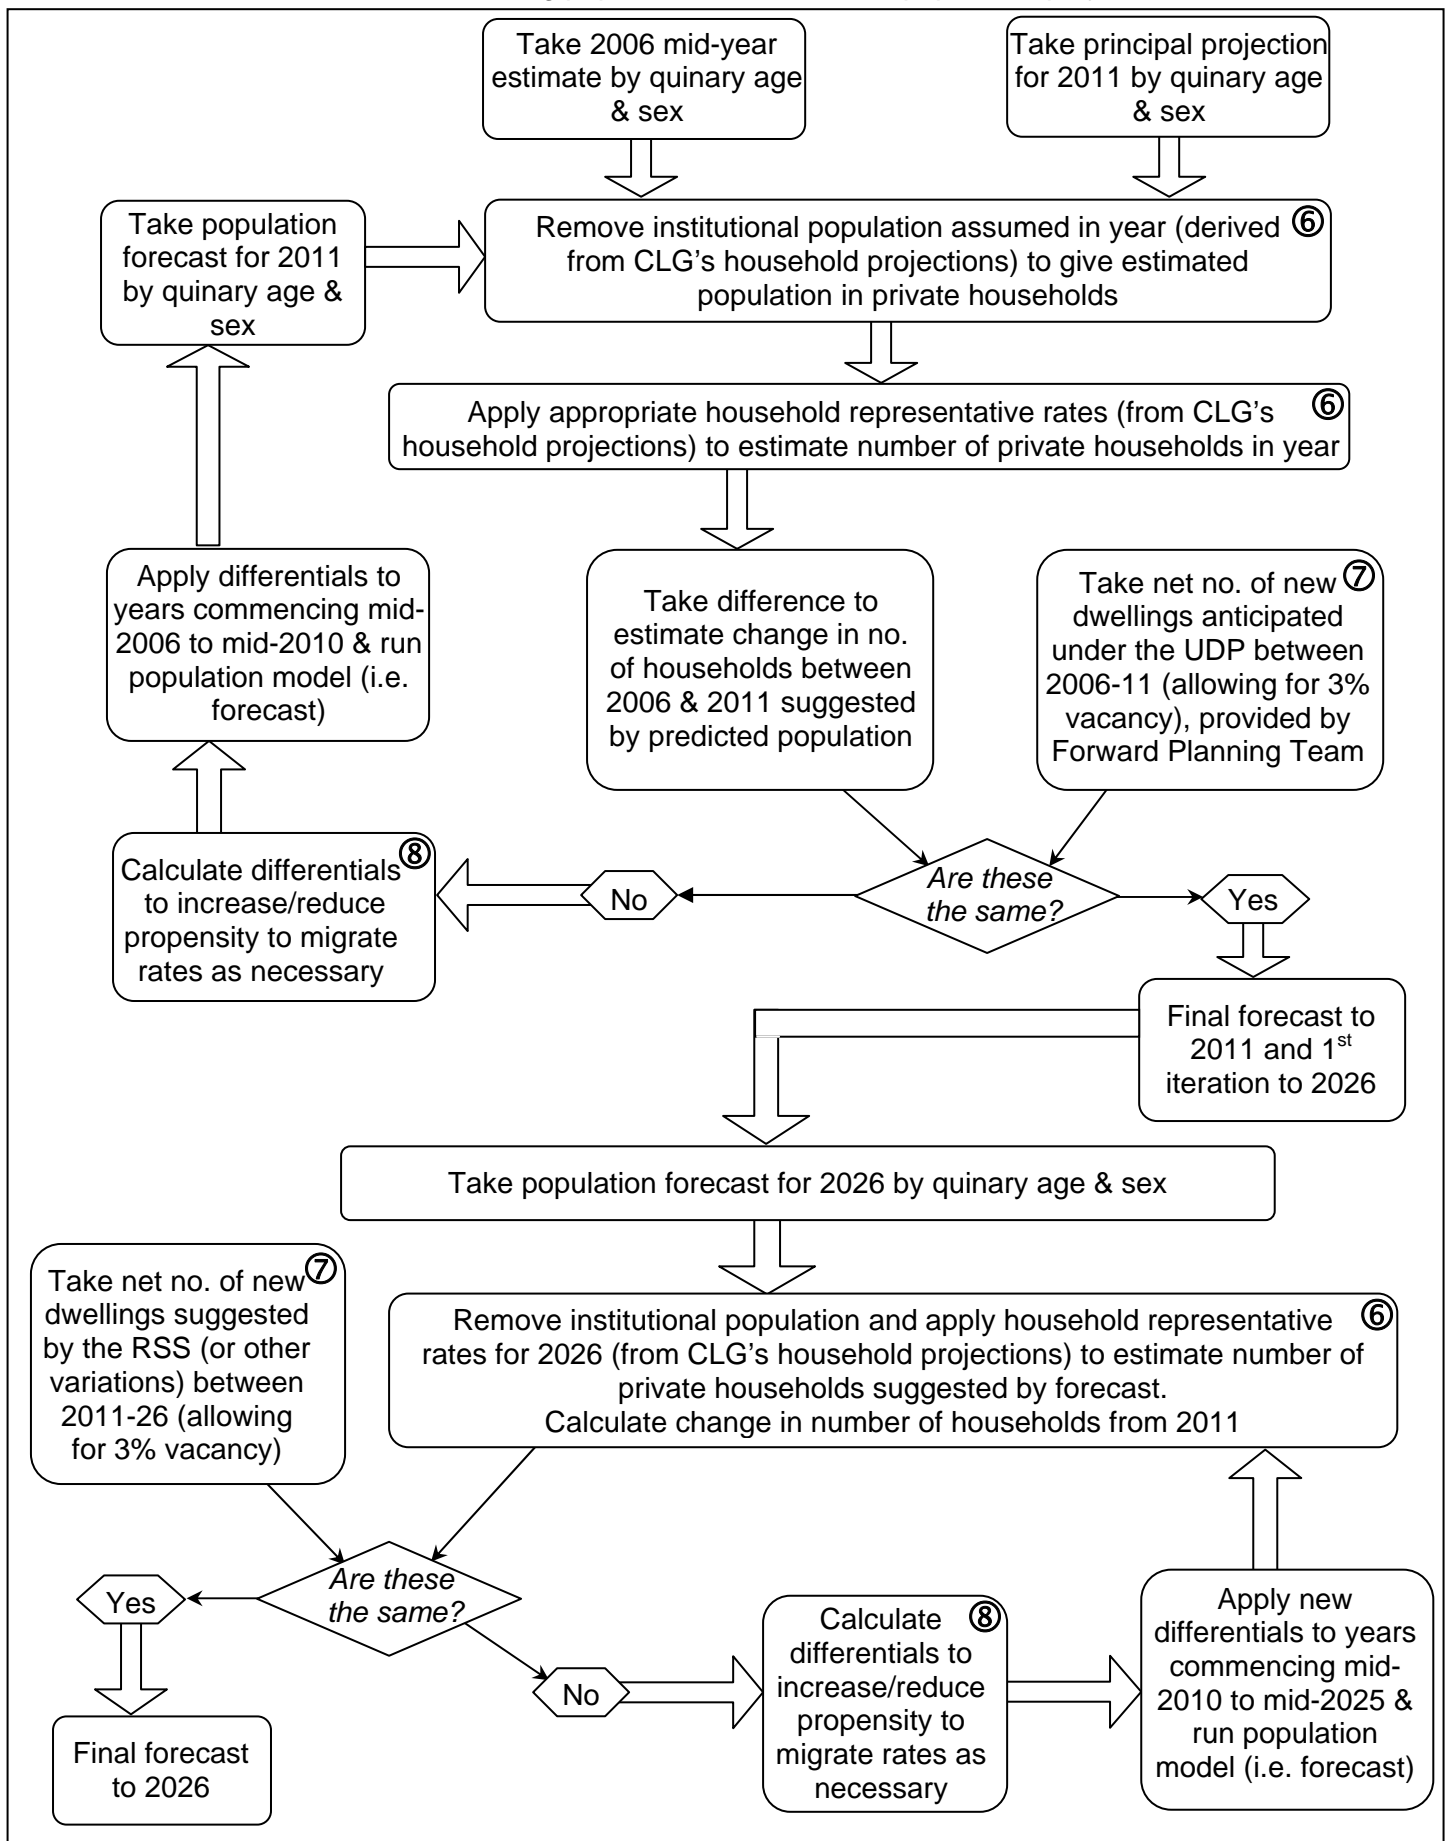 Take 2006 mid-year
estimate by quinary age
& sex
Take principal projection
for 2011 by quinary age
& sex
Take population
forecast for 2011
by quinary age &
sex
Remove institutional population assumed in year (derived ⑥
from CLG’s household projections) to give estimated
population in private households
Apply appropriate household representative rates (from CLG’s ⑥
household projections) to estimate number of private households in year
Apply differentials to
years commencing mid-
2006 to mid-2010 & run
population model (i.e.
forecast)
Take difference to
estimate change in no.
of households between
2006 & 2011 suggested
by predicted population
Take net no. of new ⑦
dwellings anticipated
under the UDP between
2006-11 (allowing for 3%
vacancy), provided by
Forward Planning Team
Calculate differentials ⑧
to increase/reduce
propensity to migrate
rates as necessary
No
Are these
the same?
Yes
Final forecast to
2011 and 1st
iteration to 2026
Take population forecast for 2026 by quinary age & sex
Take net no. of new ⑦
dwellings suggested
by the RSS (or other
variations) between
2011-26 (allowing
for 3% vacancy)
Remove institutional population and apply household representative ⑥
rates for 2026 (from CLG’s household projections) to estimate number of
private households suggested by forecast.
Calculate change in number of households from 2011
Are these
the same?
Yes
No
Final forecast
to 2026
Calculate ⑧
differentials to
increase/reduce
propensity to
migrate rates as
necessary
Apply new
differentials to years
commencing mid-
2010 to mid-2025 &
run population
model (i.e. forecast)